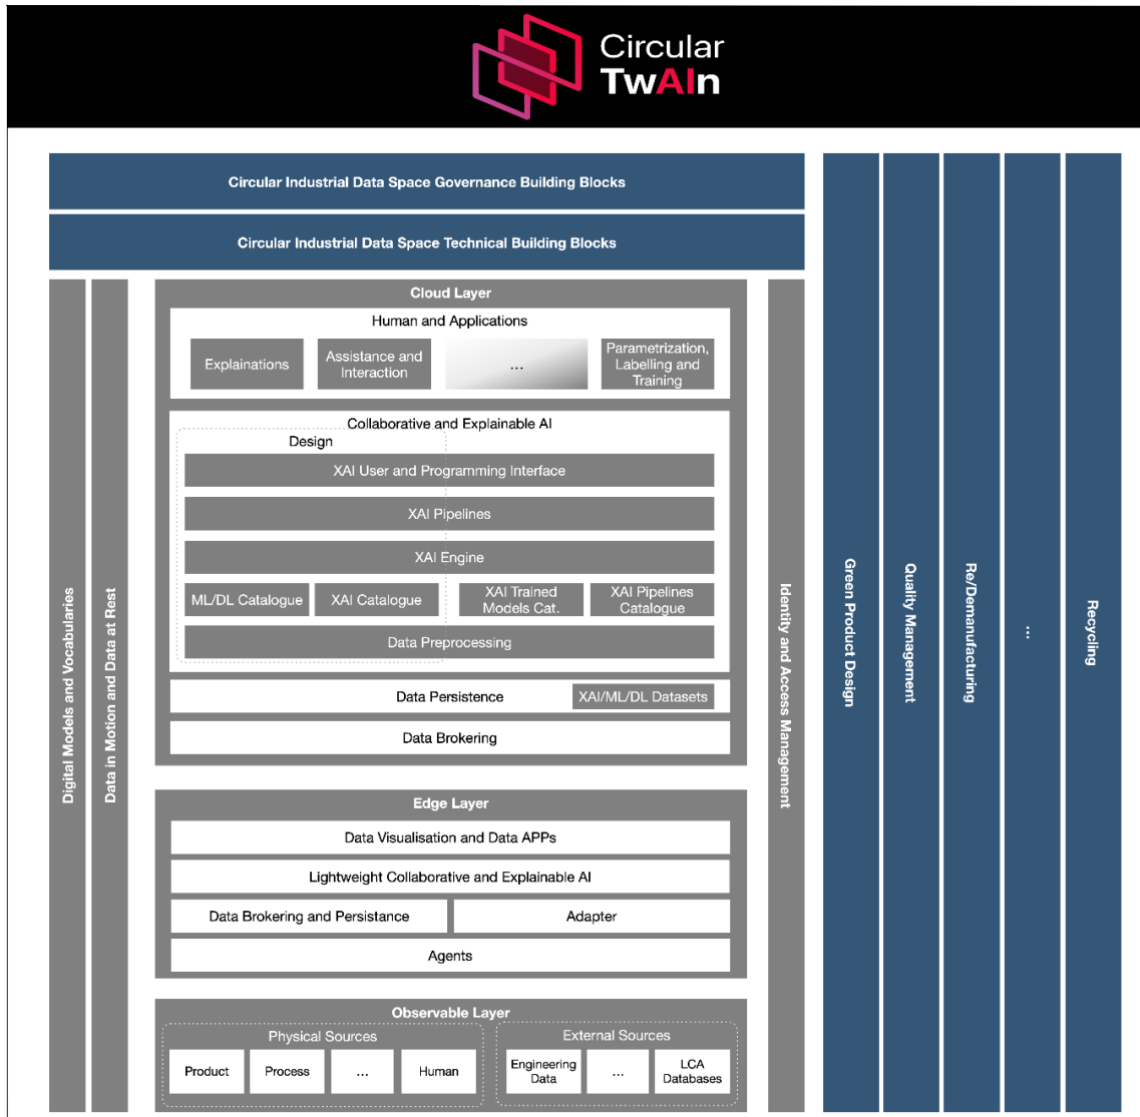 Circular
TwAIn
Circular Industrial Data Space Governance Building Blocks
Circular Industrial Data Space Technical Building Blocks
Digital Models and Vocabularies
Data in Motion and Data at Rest
Cloud Layer
Human and Applications
Explainations
Assistance and
Interaction
...
Parametrization,
Labelling and
Training
Collaborative and Explainable AI
Design
XAI User and Programming Interface
XAI Pipelines
XAI Engine
ML/DL Catalogue
XAI Catalogue
XAI Trained
Models Cat.
XAI Pipelines
Catalogue
Data Preprocessing
Data Persistence
XAI/ML/DL Datasets
Data Brokering
Edge Layer
Data Visualisation and Data APPs
Lightweight Collaborative and Explainable AI
Data Brokering and Persistance
Adapter
Agents
Observable Layer
Physical Sources
Product
Process
...
Human
External Sources
Engineering
Data
...
LCA
Databases
Identity and Access Management
Green Product Design
Quality Management
Re/Demanufacturing
...
Recycling